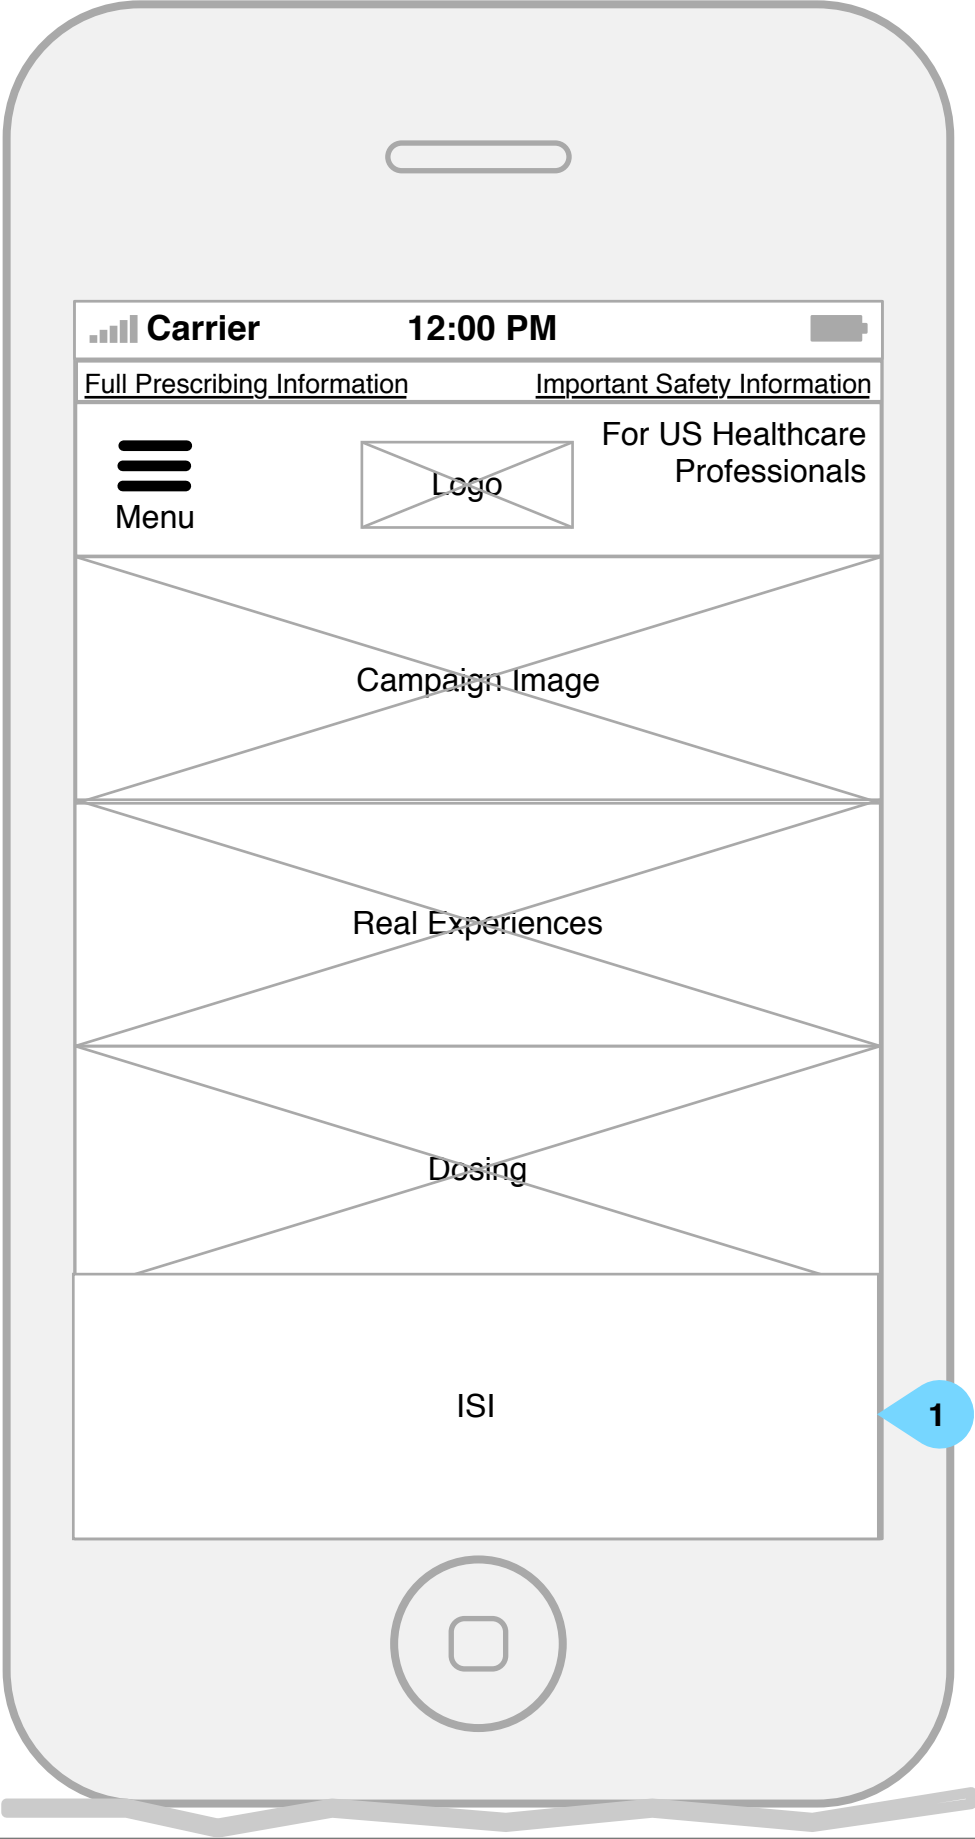 Carrier 12:00 PM
Full Prescribing Information Important Safety Information
For US Healthcare
Professionals
Logo
Menu
Campaign Image
Real Experiences
Dosing
ISI
1